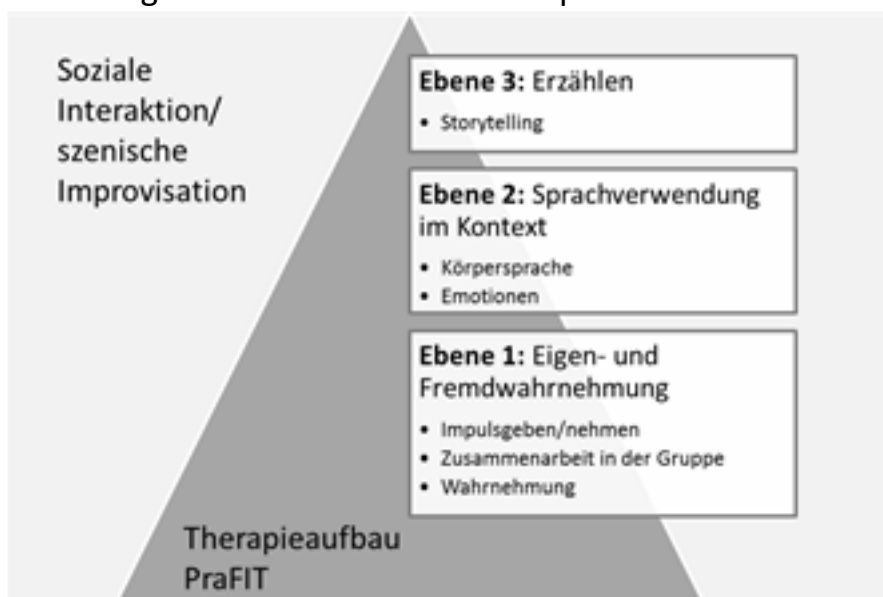 Soziale
Interaktion/
szenische
Improvisation
Ebene 3: Erzählen
• Storytelling
Ebene 2: Sprachverwendung
im Kontext
• Körpersprache
• Emotionen
Ebene 1: Eigen- und
Fremdwahrnehmung
• Impulsgeben/nehmen
• Zusammenarbeit in der Gruppe
• Wahrnehmung
Therapieaufbau
PraFIT